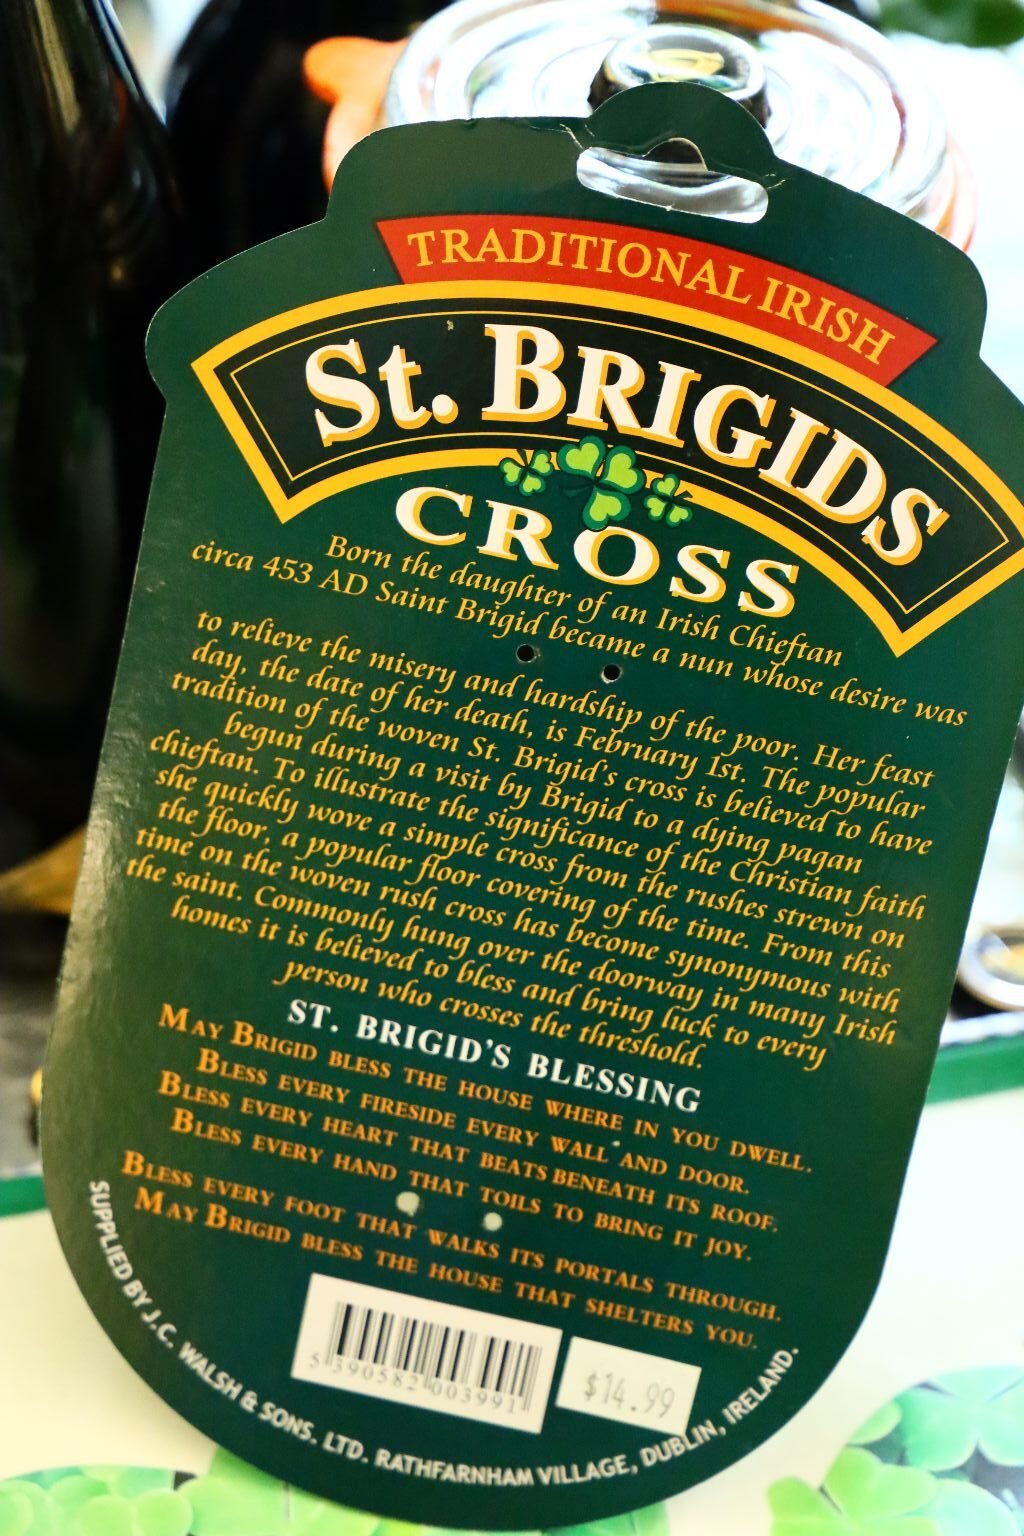 TRADITIONAL IRISH
St. BRIGIDS
CROSS
Born the daughter of an Irish Chieftan
circa 453 AD Saint Brigid became a nun whose desire was
to relieve the misery and hardship of the poor. Her feast
day, the date of her death, is February 1st. The popular
tradition of the woven St. Brigid's cross is believed to have
begun during a visit by Brigid to a dying pagan
chieftan. To illustrate the significance of the Christian faith
she quickly wove a simple cross from the rushes strewn on
the floor, a popular floor covering of the time. From this
time on the woven rush cross has become synonymous with
the saint. Commonly hung over the doorway in many Irish
homes it is believed to bless and bring luck to every
person who crosses the threshold.
ST. BRIGID'S BLESSING
MAY BRIGID BLESS THE HOUSE WHERE IN YOU DWELL.
BLESS EVERY FIRESIDE EVERY WALL AND DOOR.
BLESS EVERY HEART THAT BEATS BENEATH ITS ROOF.
BLESS EVERY HAND THAT TOILS TO BRING IT JOY.
BLESS EVERY FOOT THAT WALKS ITS PORTALS THROUGH.
MAY BRIGID BLESS THE HOUSE THAT SHELTERS YOU.
5 390582 003991
$14.99
SUPPLIED BY J.C. WALSH & SONS. LTD. RATHFARNHAM VILLAGE, DUBLIN, IRELAND.